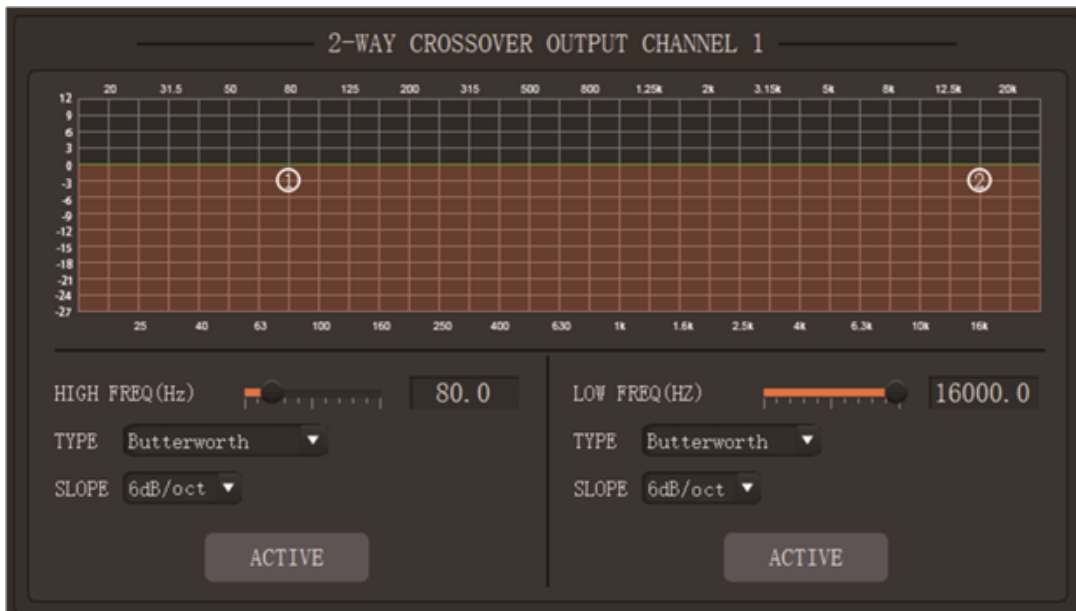 2-WAY CROSSOVER OUTPUT CHANNEL 1
20 31.5 50 80 125 200 315 500 800 1.25k 2k 3.15k 5k 8k 12.5k 20k
12
9
6
3
0
-3
-6
-9
-12
-15
-18
-21
-24
-27
1 2
25 40 63 100 160 250 400 630 1k 1.6k 2.5k 4k 6.3k 10k 16k
HIGH FREQ(Hz) 80.0
TYPE Butterworth
SLOPE 6dB/oct
ACTIVE
LOW FREQ(HZ) 16000.0
TYPE Butterworth
SLOPE 6dB/oct
ACTIVE